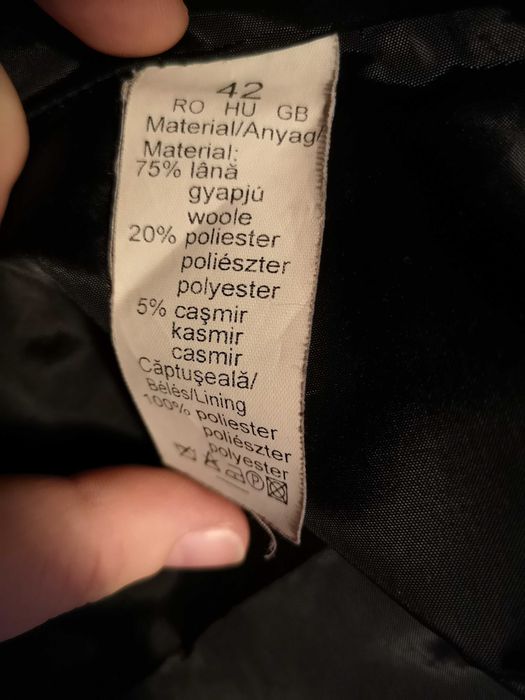 42
RO HU GB
Material/Anyag/
Material:
75% lână
gyapjú
woole
20% poliester
poliészter
polyester
5% caşmir
kasmir
casmir
Căptuşeală/
Bélés/Lining
100% poliester
poliészter
polyester
P